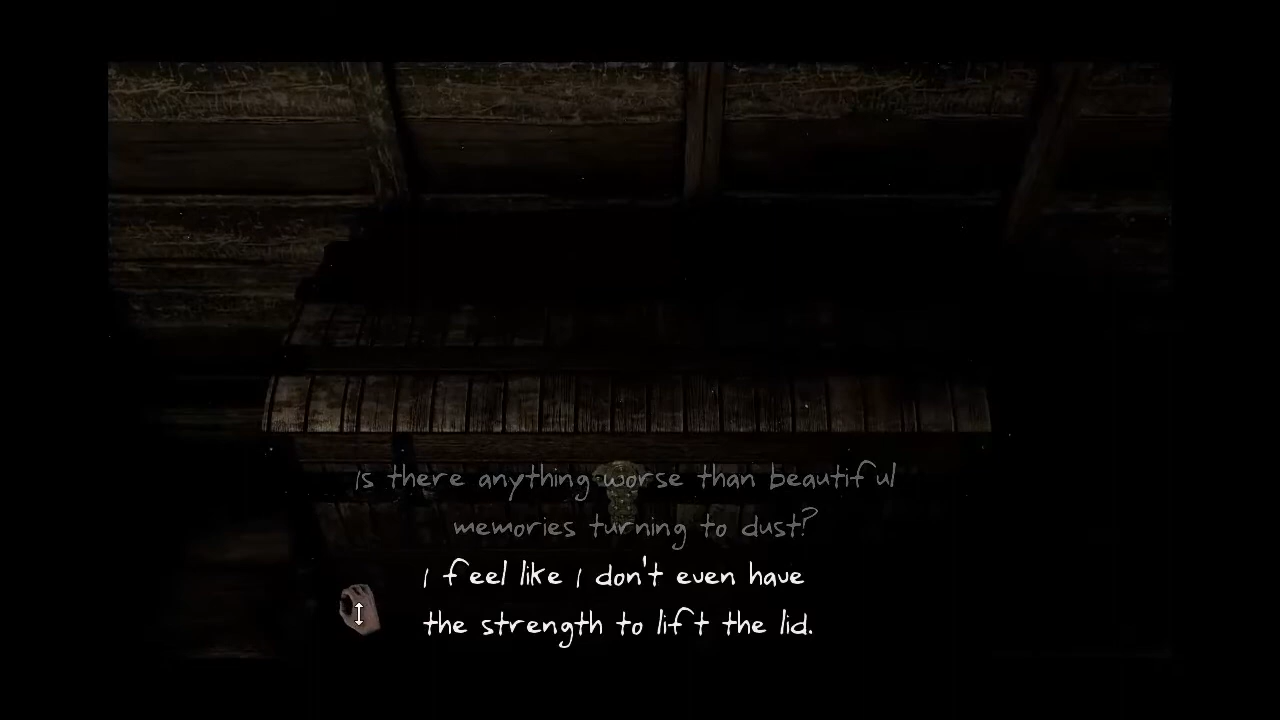 Is there anything worse than beautiful
memories turning to dust?
I feel like I don't even have
the strength to lift the lid.